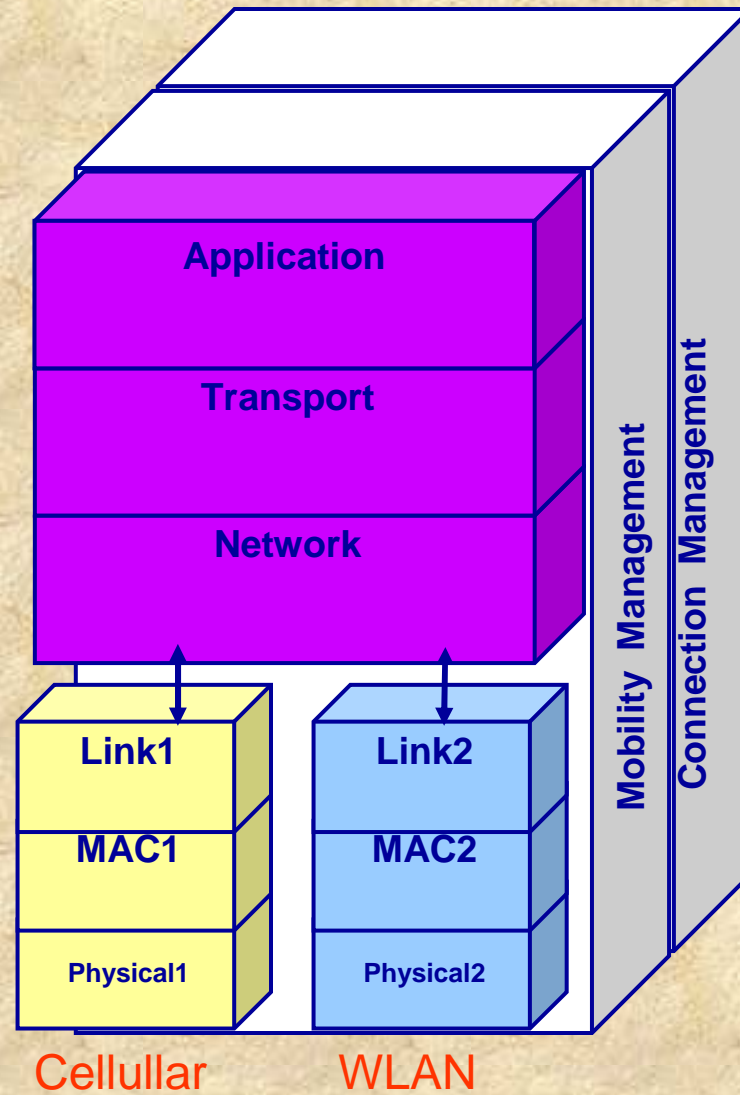 Application
Transport
Network
Link1
MAC1
Physical1
Link2
MAC2
Physical2
Mobility Management
Connection Management
Cellullar
WLAN